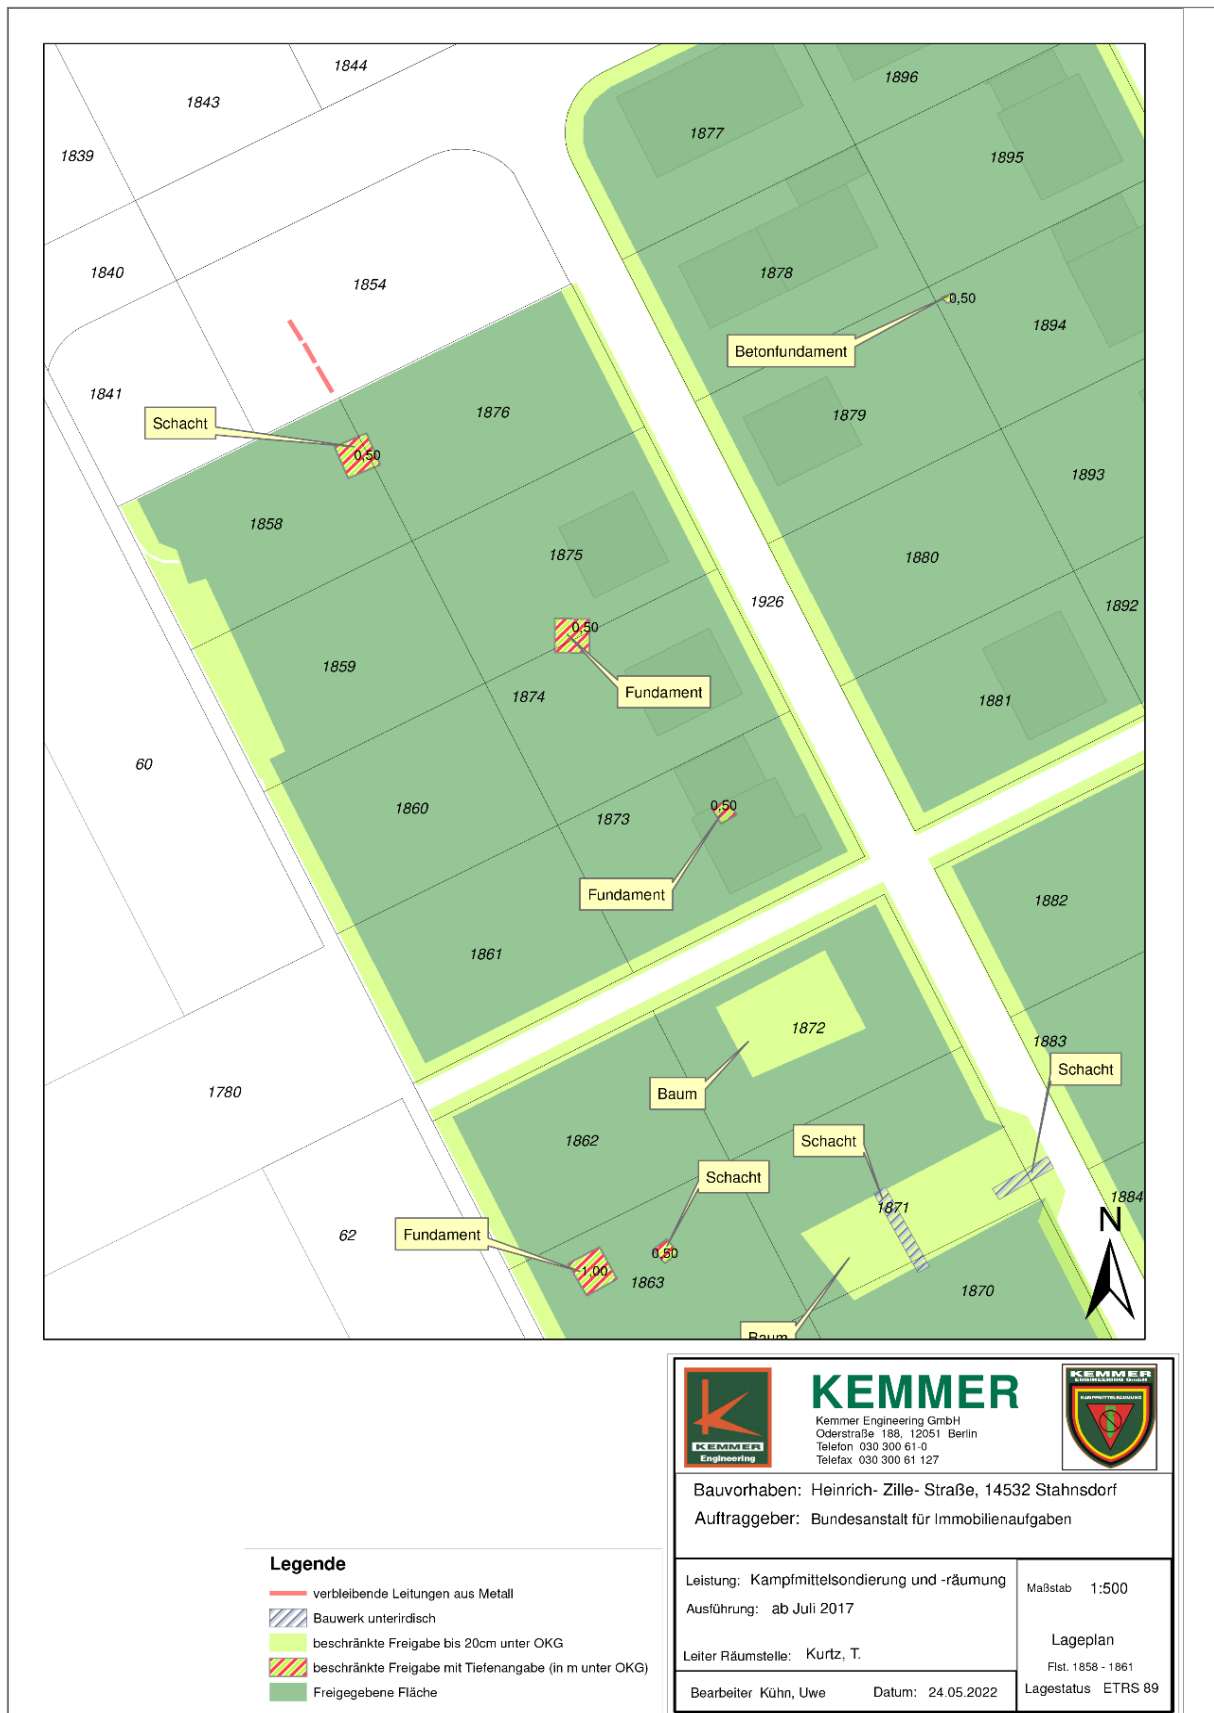 1844
1843
1896
1877
1839
1895
1840
1878
1854
0,50
1894
Betonfundament
1841
1876
1879
Schacht
0,50
1893
1858
1875
1880
1926
1892
0,50
1859
Fundament
1874
1881
60
0,50
1860
1873
Fundament
1882
1861
1872
1883
Schacht
1780
Baum
1862
Schacht
Schacht
1884
1871
N
62
Fundament
0,50
1,00
1863
1870
Baum
KEMMER
Engineering
KEMMER
Kemmer Engineering GmbH
Oderstraße 188, 12051 Berlin
Telefon 030 300 61-0
Telefax 030 300 61 127
KEMMER
ENGINEERING GmbH
KAMPFMITTELRÄUMUNG
Bauvorhaben: Heinrich- Zille- Straße, 14532 Stahnsdorf
Auftraggeber: Bundesanstalt für Immobilienaufgaben
Legende
verbleibende Leitungen aus Metall
Bauwerk unterirdisch
beschränkte Freigabe bis 20cm unter OKG
beschränkte Freigabe mit Tiefenangabe (in m unter OKG)
Freigegebene Fläche
Leistung: Kampfmittelsondierung und -räumung
Ausführung: ab Juli 2017
Leiter Räumstelle: Kurtz, T.
Bearbeiter Kühn, Uwe Datum: 24.05.2022
Maßstab 1:500
Lageplan
Flst. 1858 - 1861
Lagestatus ETRS 89